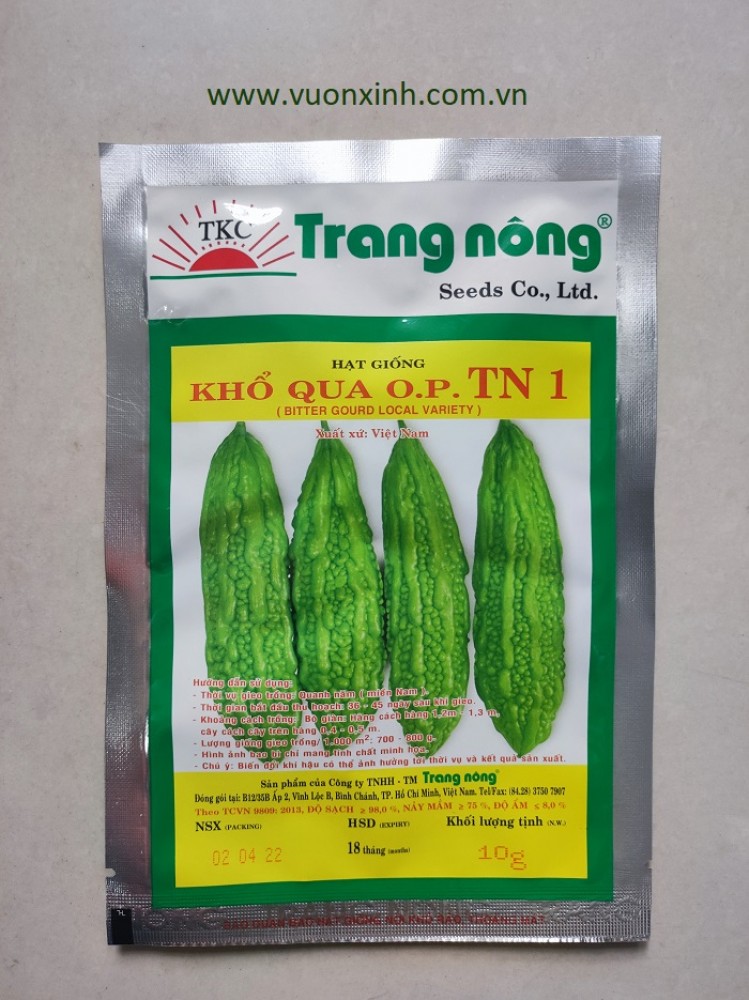 www.vuonxinh.com.vn
TKC Trang nông®
Seeds Co., Ltd.
HẠT GIỐNG
KHỔ QUA O.P. TN 1
( BITTER GOURD LOCAL VARIETY )
Xuất xứ: Việt Nam
Hướng dẫn sử dụng:
- Thời vụ gieo trồng: Quanh năm ( miền Nam ).
- Thời gian bắt đầu thu hoạch: 36 - 45 ngày sau khi gieo.
- Khoảng cách trồng: Bò giàn: hàng cách hàng 1,2m - 1,3 m,
cây cách cây trên hàng 0,4 - 0,5 m.
- Lượng giống gieo trồng/ 1.000 m²: 700 - 800 g.
- Hình ảnh bao bì chỉ mang tính chất minh họa.
- Chú ý: Biến đổi khí hậu có thể ảnh hưởng tới thời vụ và kết quả sản xuất.
Sản phẩm của Công ty TNHH - TM Trang nông®
Đóng gói tại: B12/35B Ấp 2, Vĩnh Lộc B, Bình Chánh, TP. Hồ Chí Minh, Việt Nam. Tel/Fax: (84.28) 3750 7907
Theo TCVN 9809: 2013, ĐỘ SẠCH ≥ 98,0 %, NẢY MẦM ≥ 75 %, ĐỘ ẨM ≤ 8,0 %
NSX (PACKING) HSD (EXPIRY) Khối lượng tịnh (N.W.)
02 04 22 18 tháng (months) 10g